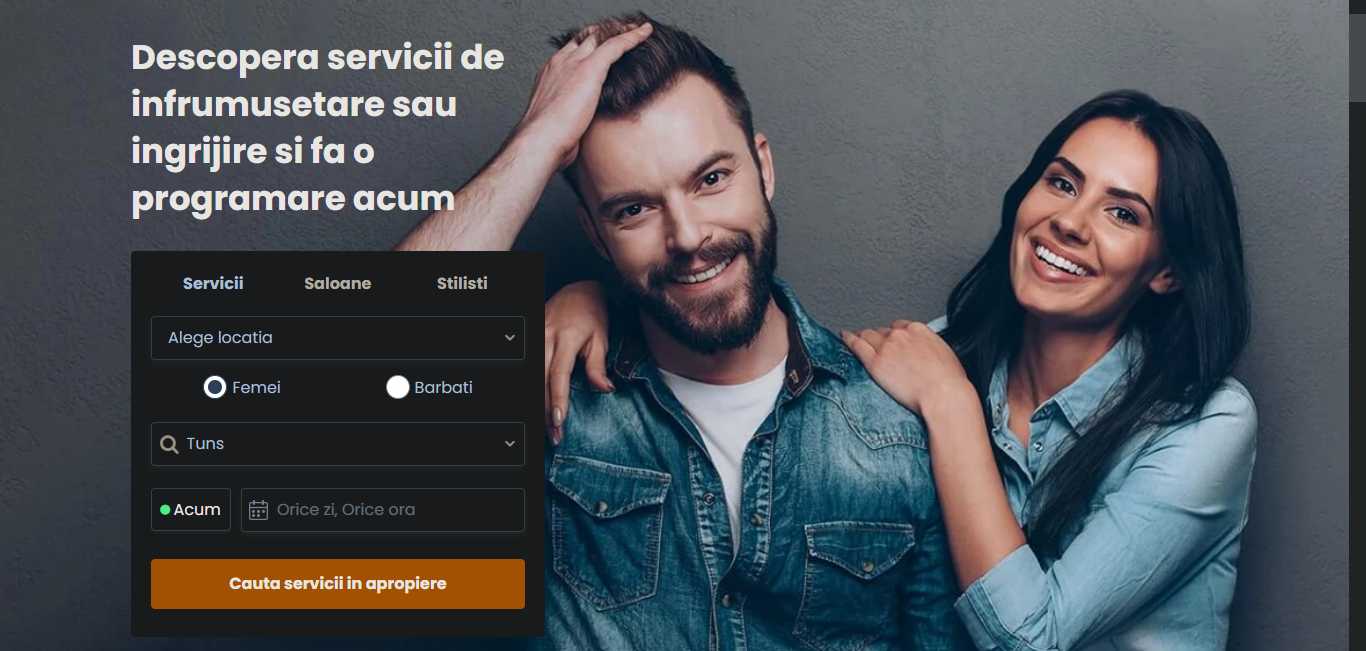 Descopera servicii de
infrumusetare sau
ingrijire si fa o
programare acum
Servicii Saloane Stilisti
Alege locatia
Femei Barbati
Tuns
Acum Orice zi, Orice ora
Cauta servicii in apropiere